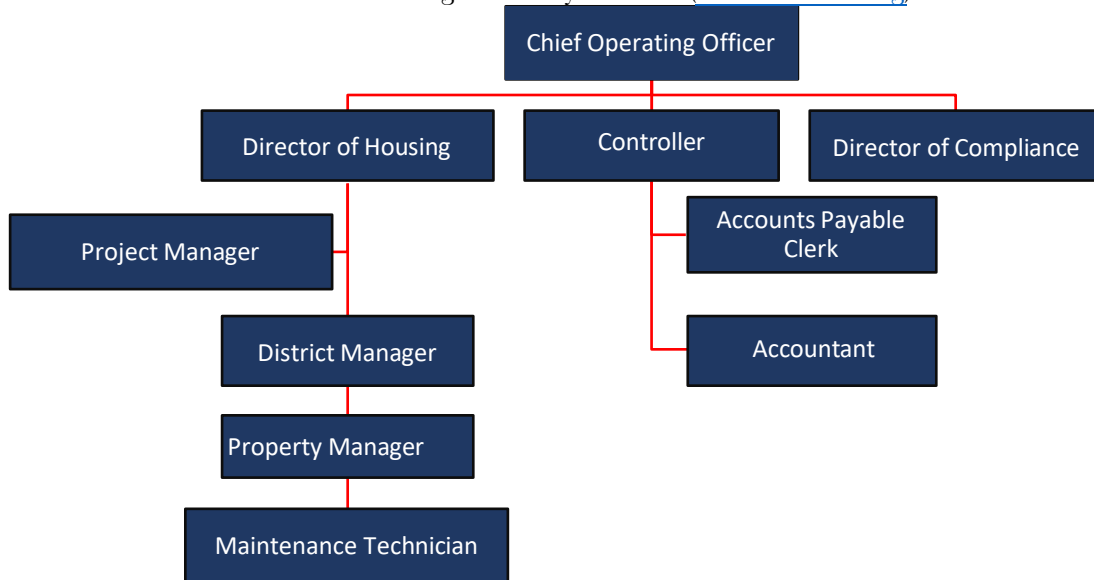 Chief Operating Officer
Director of Housing
Controller
Director of Compliance
Accounts Payable
Clerk
Project Manager
District Manager
Accountant
Property Manager
Maintenance Technician